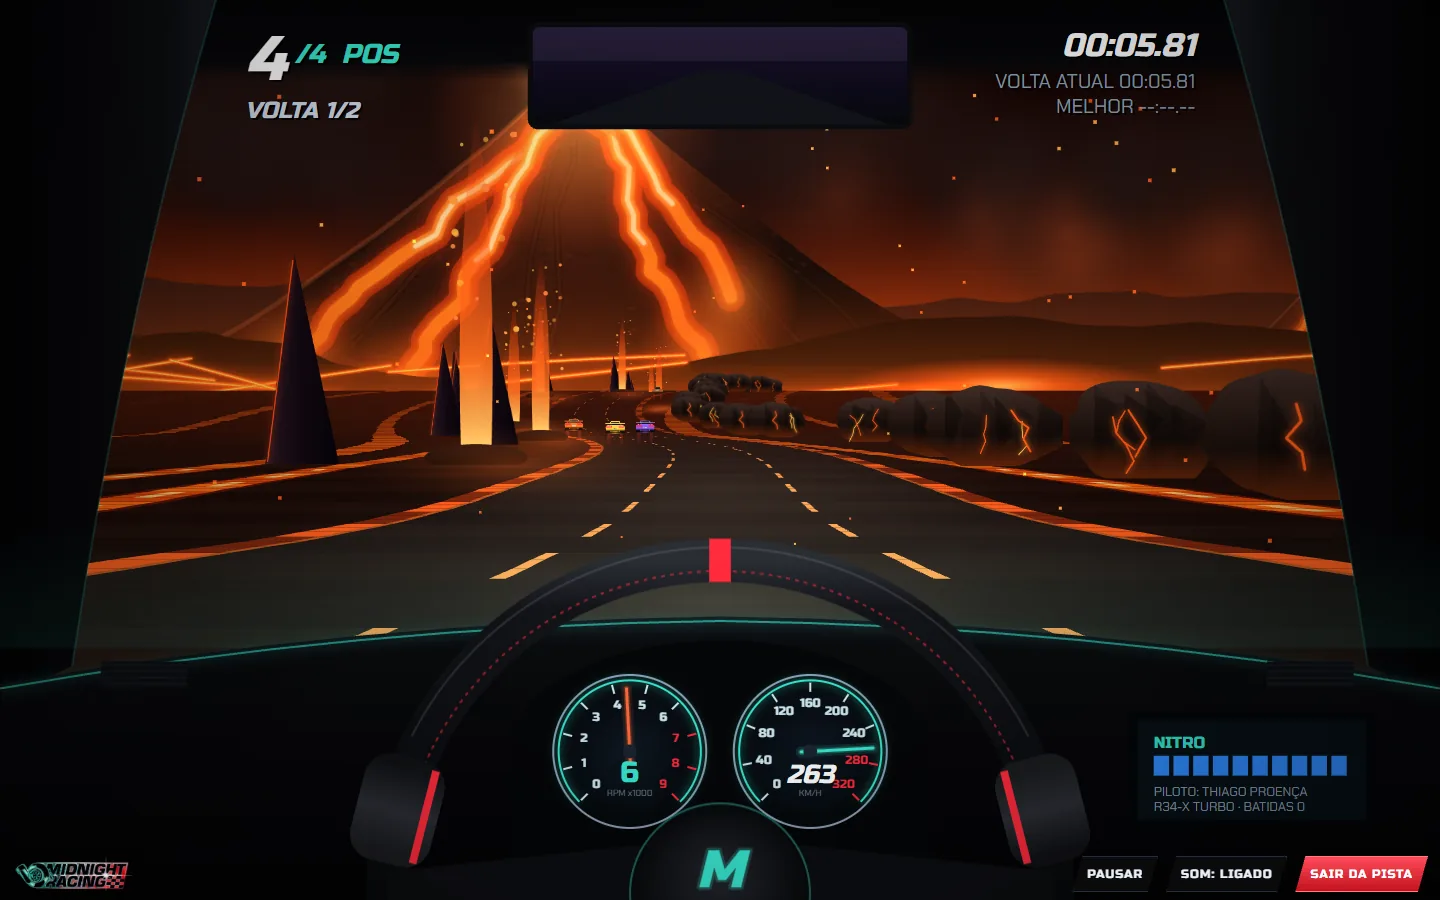 4/4 POS
VOLTA 1/2
00:05.81
VOLTA ATUAL 00:05.81
MELHOR --:--.--
0 1 2 3 4 5 6 7 8 9
6
RPM x1000
0 40 80 120 160 200 240 280 320
263
KM/H
NITRO
PILOTO: THIAGO PROENÇA
R34-X TURBO · BATIDAS 0
M
MIDNIGHT
RACING
PAUSAR
SOM: LIGADO
SAIR DA PISTA